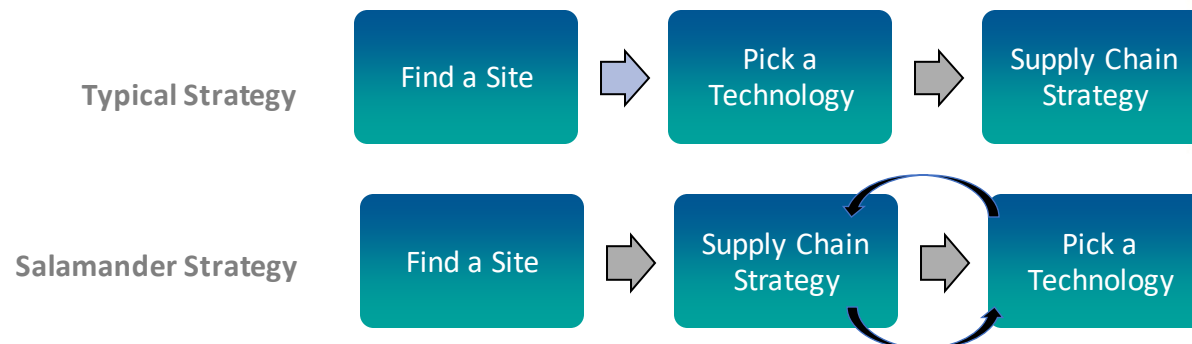 Typical Strategy
Find a Site
Pick a
Technology
Supply Chain
Strategy
Salamander Strategy
Find a Site
Supply Chain
Strategy
Pick a
Technology